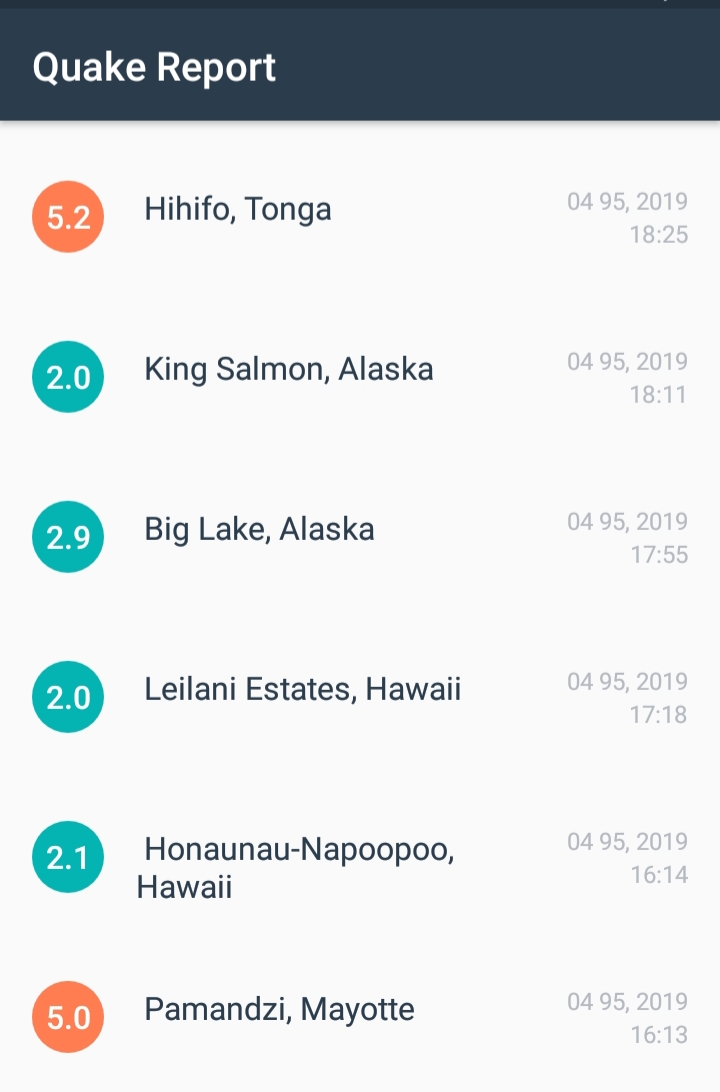 Quake Report
5.2
Hihifo, Tonga
04 95, 2019
18:25
2.0
King Salmon, Alaska
04 95, 2019
18:11
2.9
Big Lake, Alaska
04 95, 2019
17:55
2.0
Leilani Estates, Hawaii
04 95, 2019
17:18
2.1
Honaunau-Napoopoo,
Hawaii
04 95, 2019
16:14
5.0
Pamandzi, Mayotte
04 95, 2019
16:13